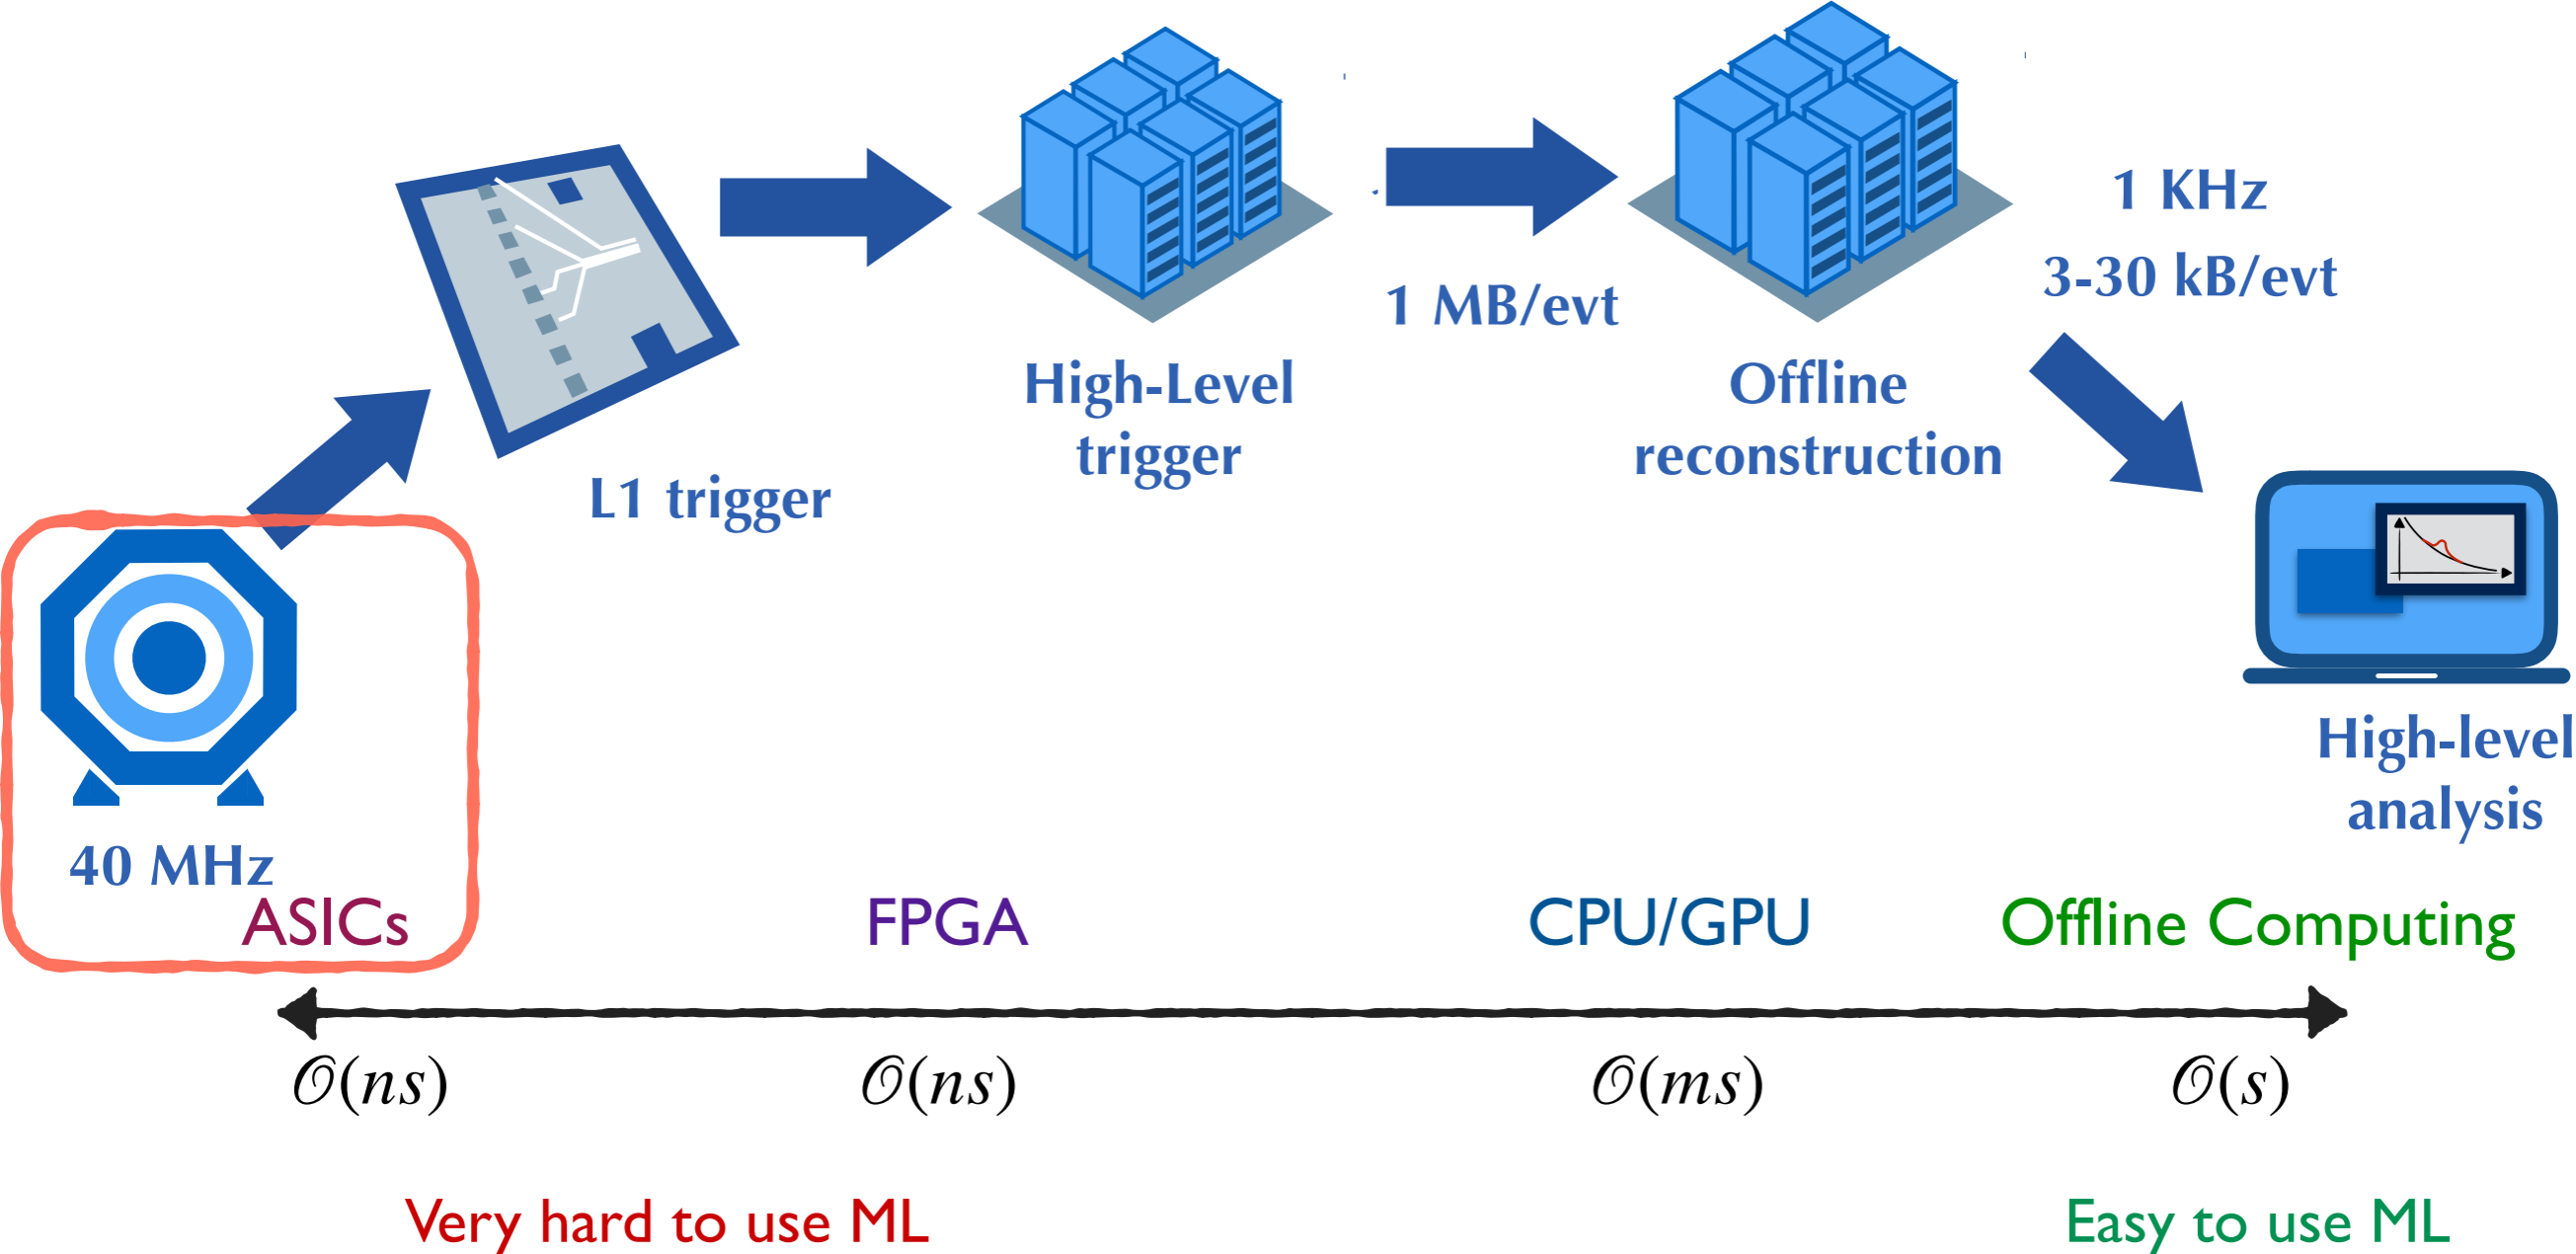 1 KHz
3-30 kB/evt
1 MB/evt
High-Level
trigger
Offline
reconstruction
L1 trigger
High-level
analysis
40 MHz
ASICs
FPGA
CPU/GPU
Offline Computing
𝒪(ns)
𝒪(ns)
𝒪(ms)
𝒪(s)
Very hard to use ML
Easy to use ML